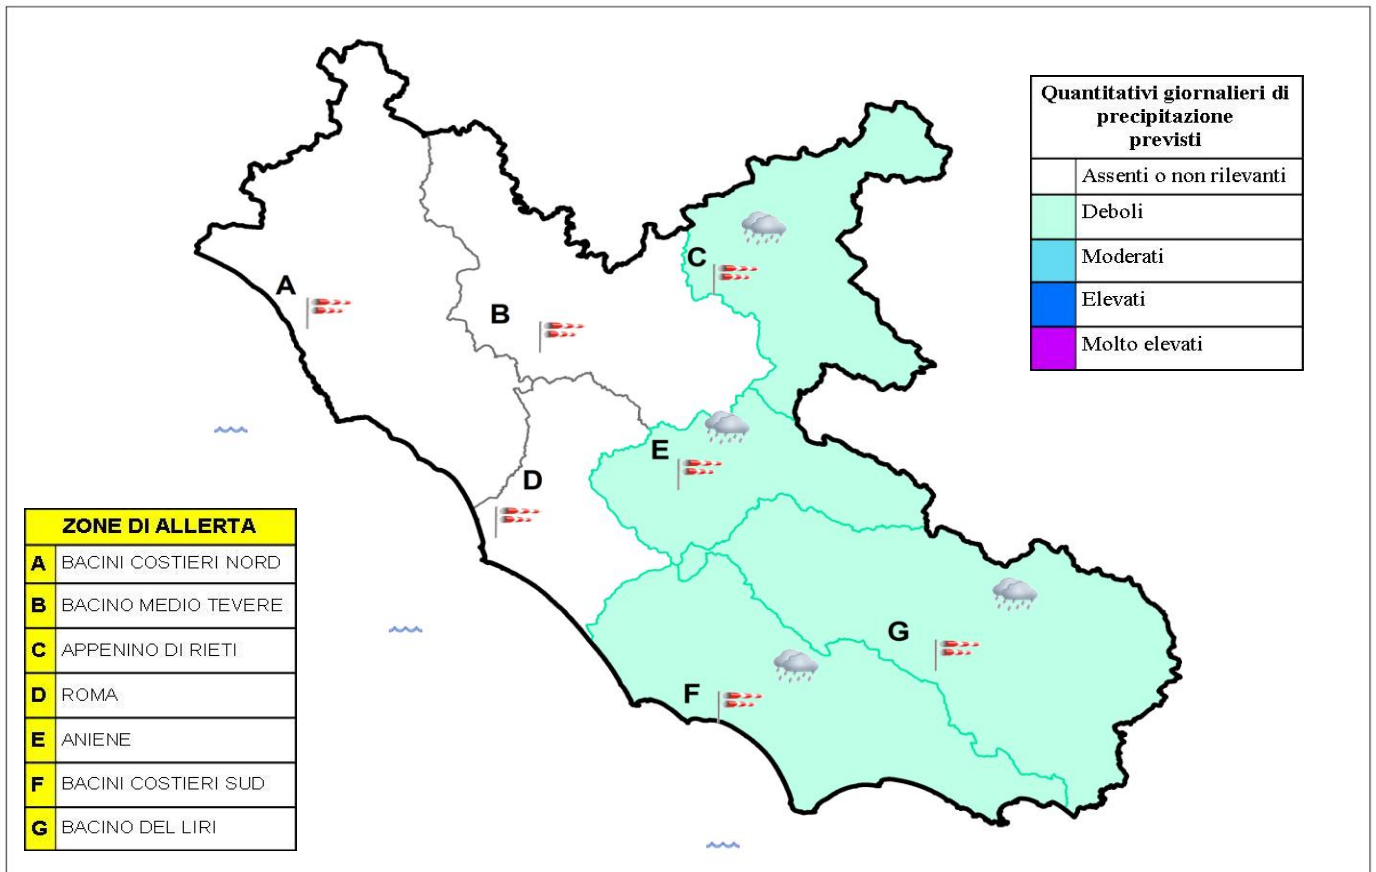 Quantitativi giornalieri di
precipitazione
previsti
Assenti o non rilevanti
Deboli
Moderati
Elevati
Molto elevati
A
B
C
D
E
F
G
ZONE DI ALLERTA
A BACINI COSTIERI NORD
B BACINO MEDIO TEVERE
C APPENINO DI RIETI
D ROMA
E ANIENE
F BACINI COSTIERI SUD
G BACINO DEL LIRI